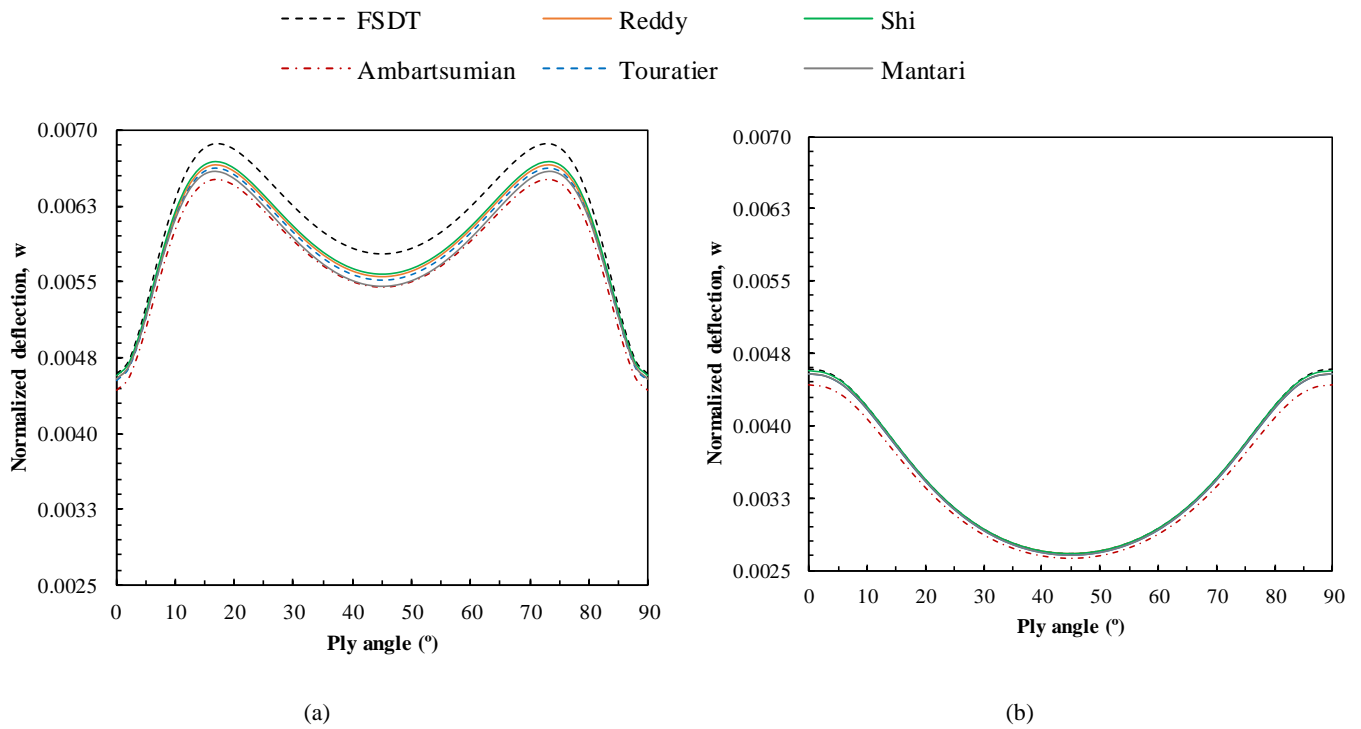 FSDT
Reddy
Shi
Ambartsumian
Touratier
Mantari
0.0070
0.0063
0.0055
0.0048
0.0040
0.0033
0.0025
0 10 20 30 40 50 60 70 80 90
Normalized deflection, w
Ply angle (º)
(a)
0.0070
0.0063
0.0055
0.0048
0.0040
0.0033
0.0025
0 10 20 30 40 50 60 70 80 90
Normalized deflection, w
Ply angle (º)
(b)